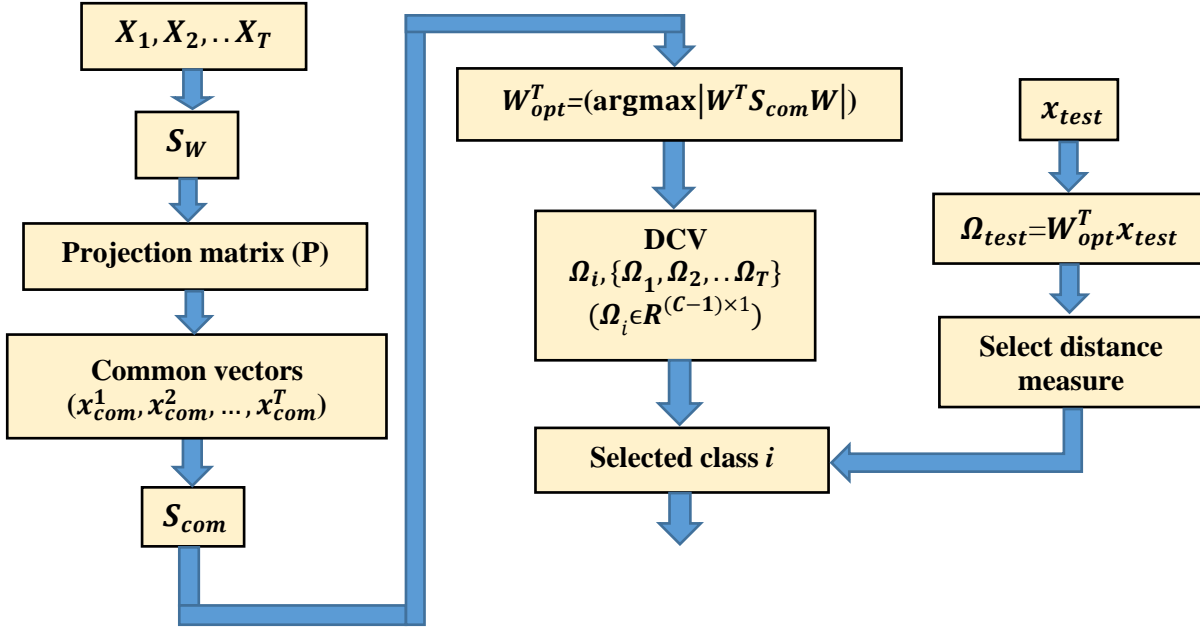 X₁, X₂, . . X_T
S_W
Projection matrix (P)
Common vectors
(x¹_com, x²_com, …, x^T_com)
S_com
W^T_opt=(argmax|W^T S_com W|)
DCV
Ω_i, {Ω₁, Ω₂, . . Ω_T}
(Ω_i ϵR^(C−1)×1)
Selected class i
x_test
Ω_test=W^T_opt x_test
Select distance
measure